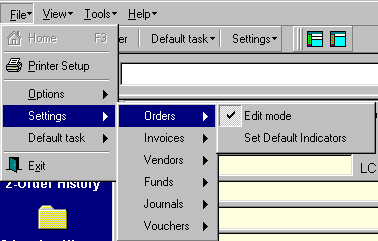 File View Tools Help
Home F3
Default task Settings
Printer Setup
Options
Settings
Default task
Exit
Orders
Invoices
Vendors
Funds
Journals
Vouchers
Edit mode
Set Default Indicators
LC
2-Order History